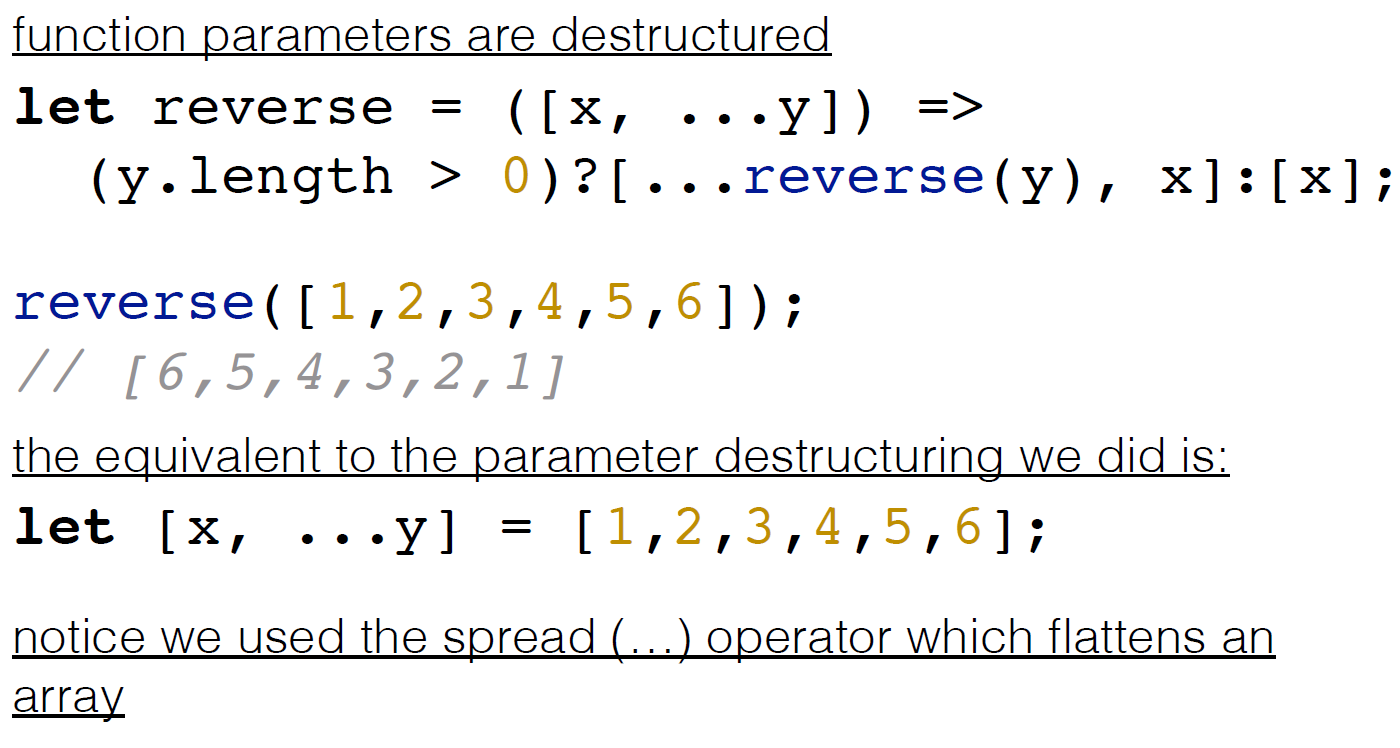 function parameters are destructured
let reverse = ([x, ...y]) =>
(y.length > 0)?[...reverse(y), x]:[x];
reverse([1,2,3,4,5,6]);
// [6,5,4,3,2,1]
the equivalent to the parameter destructuring we did is:
let [x, ...y] = [1,2,3,4,5,6];
notice we used the spread (…) operator which flattens an
array